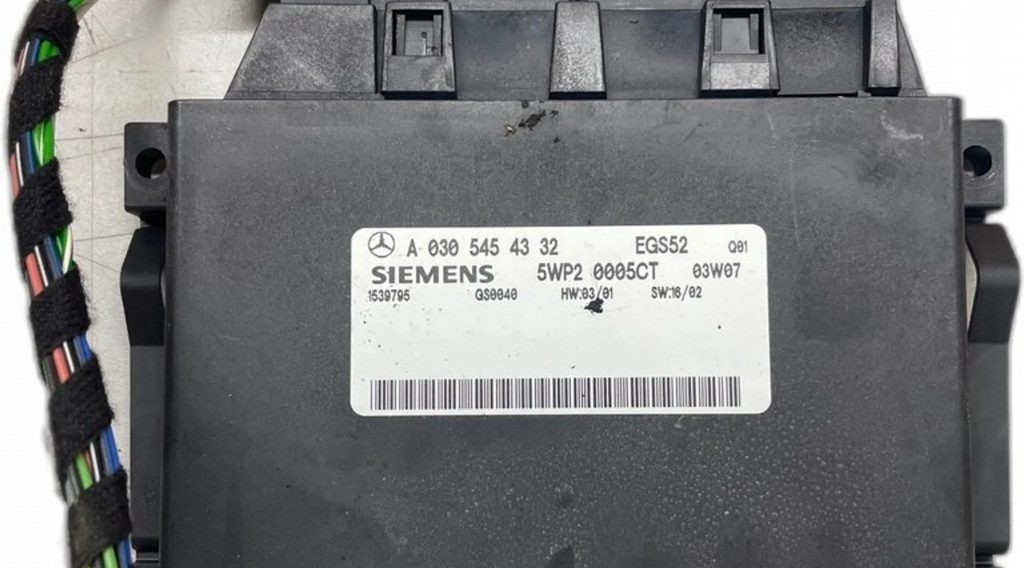 A 030 545 43 32 EGS52 Q01
SIEMENS 5WP2 0005CT 03W07
1539795 GS0040 HW:03/01 SW:16/02